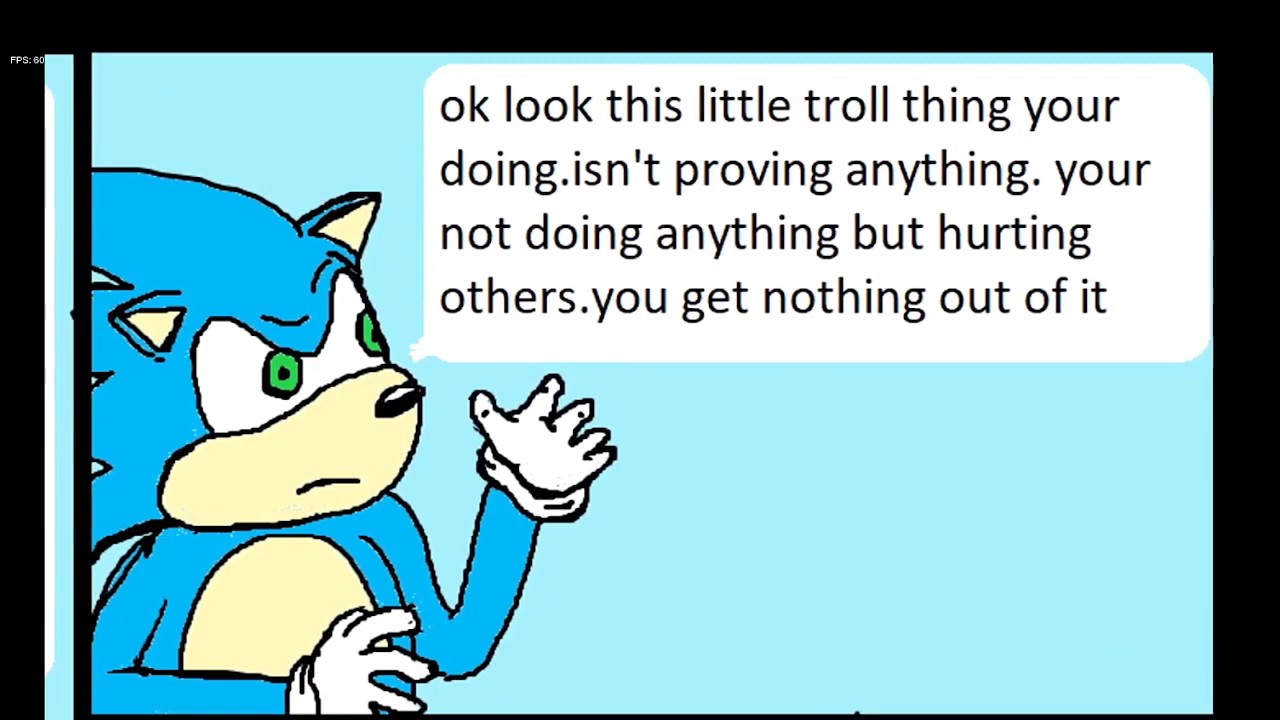 FPS: 60
ok look this little troll thing your
doing.isn't proving anything. your
not doing anything but hurting
others.you get nothing out of it